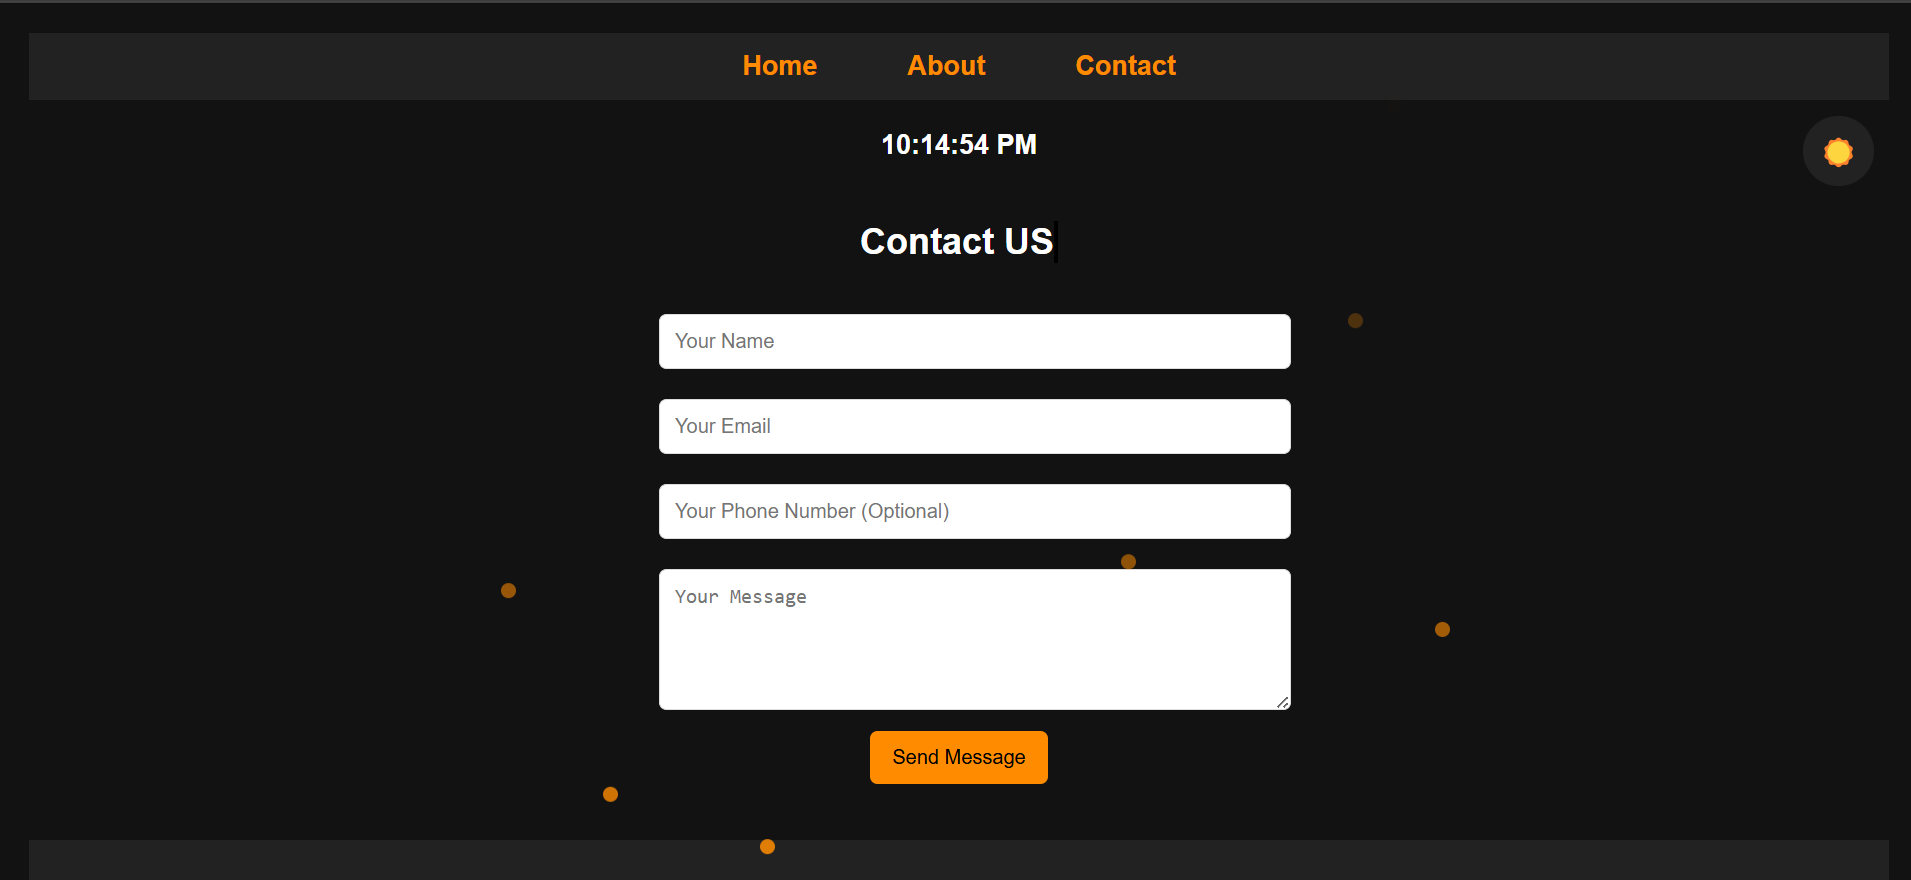 Home About Contact
10:14:54 PM
Contact US
Your Name
Your Email
Your Phone Number (Optional)
Your Message
Send Message